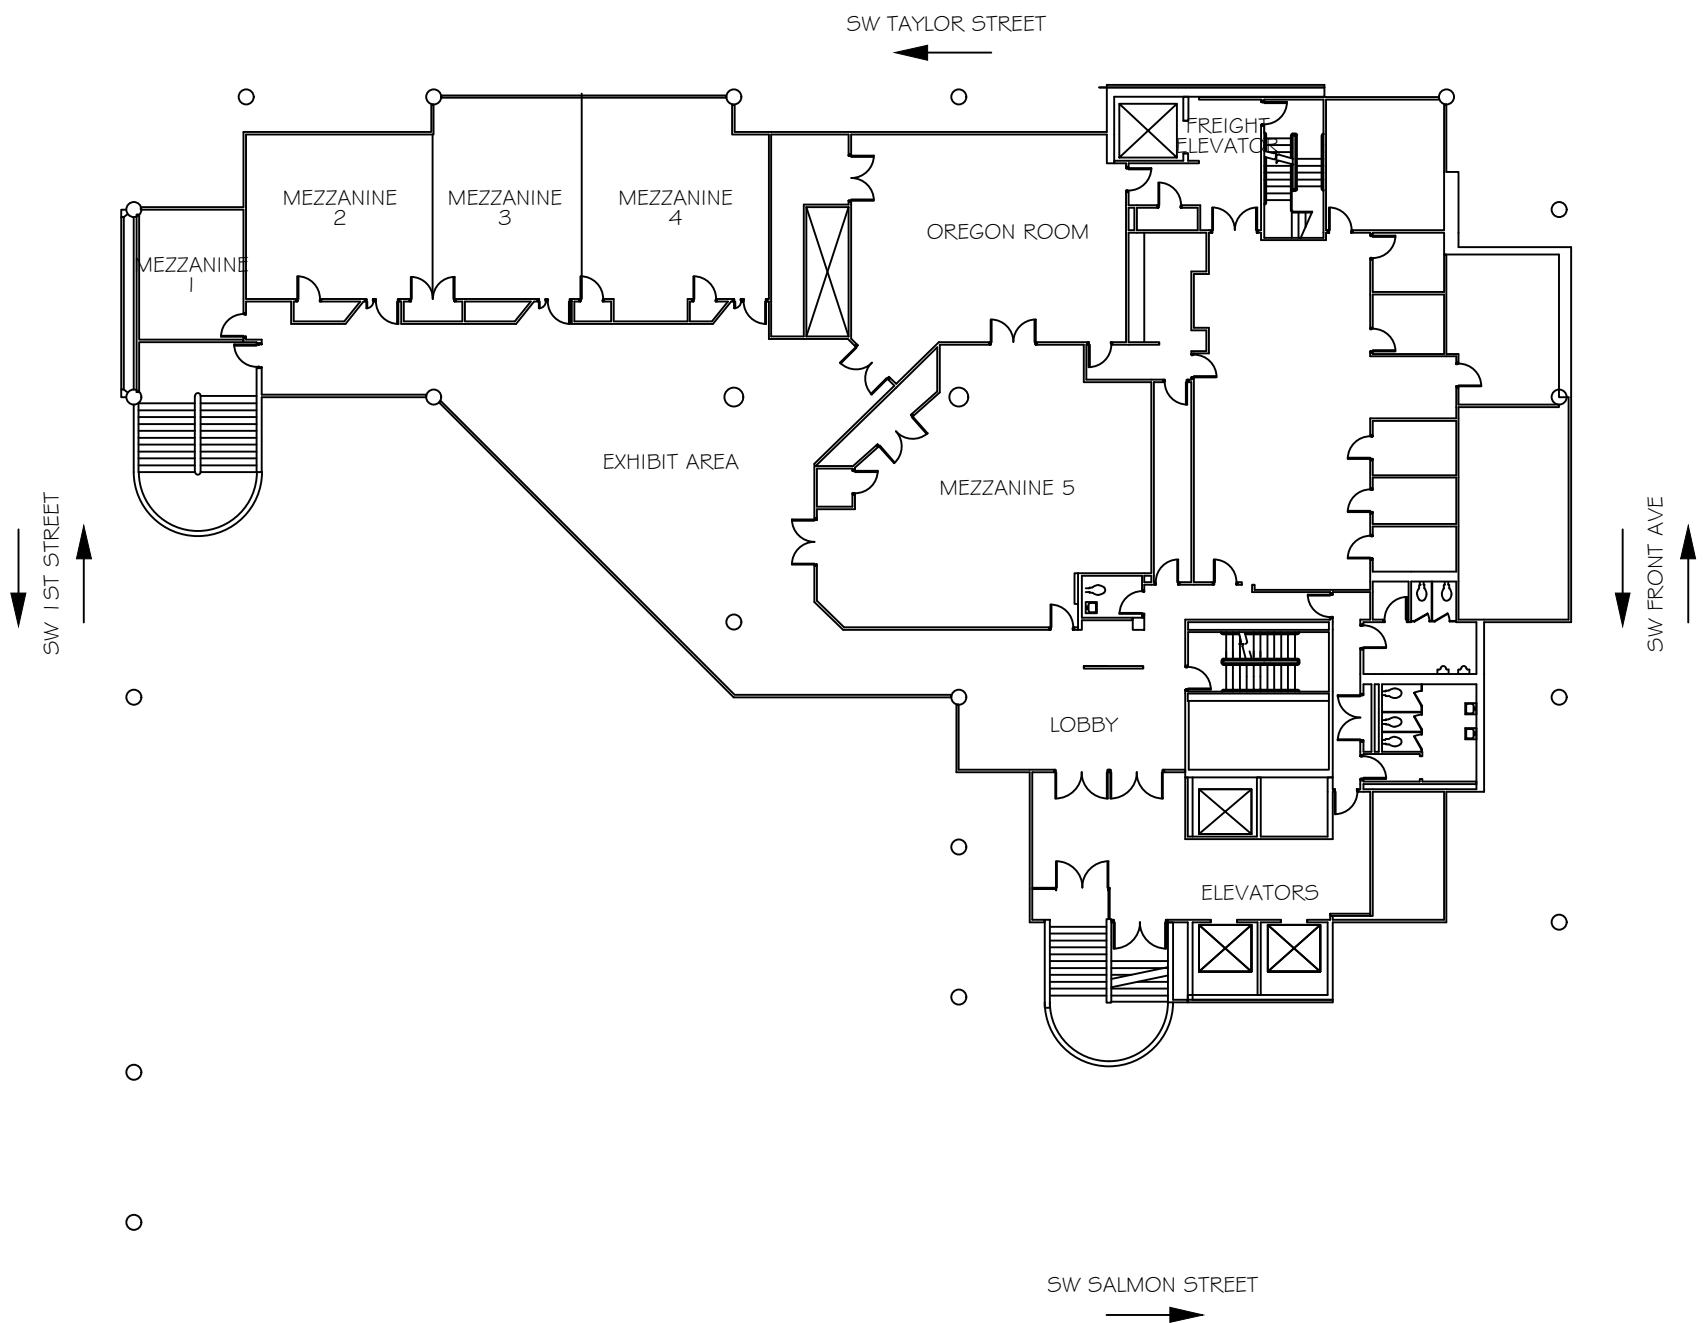 SW TAYLOR STREET
FREIGHT
ELEVATOR
MEZZANINE
2
MEZZANINE
3
MEZZANINE
4
OREGON ROOM
MEZZANINE
1
EXHIBIT AREA
MEZZANINE 5
SW 1ST STREET
SW FRONT AVE
LOBBY
ELEVATORS
SW SALMON STREET